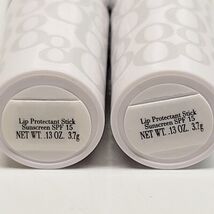 Lip Protectant Stick
Sunscreen SPF 15
NET WT. .13 OZ. 3.7g
Lip Protectant Stick
Sunscreen SPF 15
NET WT. .13 OZ. 3.7g